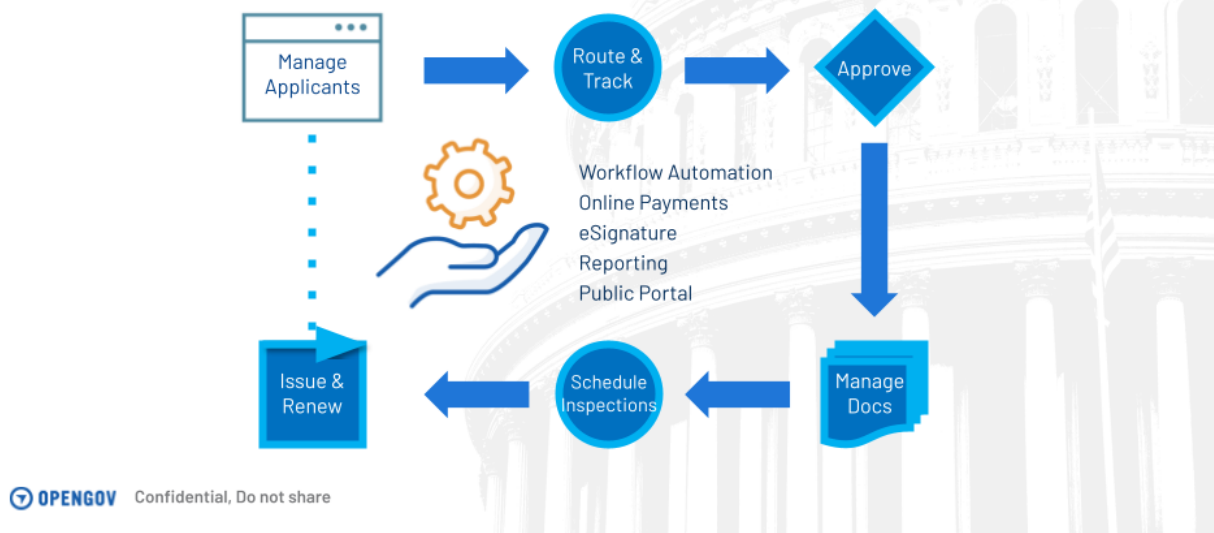 Manage
Applicants
Route &
Track
Approve
Workflow Automation
Online Payments
eSignature
Reporting
Public Portal
Issue &
Renew
Schedule
Inspections
Manage
Docs
OPENGOV Confidential, Do not share